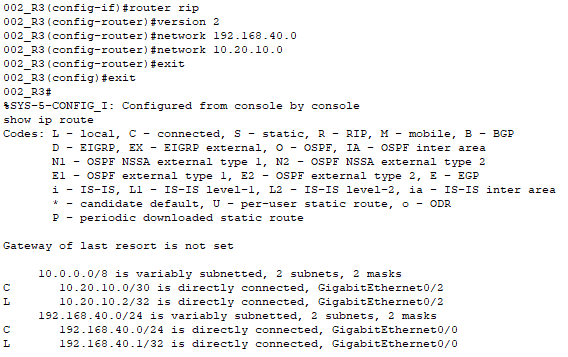 002_R3(config-if)#router rip
002_R3(config-router)#version 2
002_R3(config-router)#network 192.168.40.0
002_R3(config-router)#network 10.20.10.0
002_R3(config-router)#exit
002_R3(config)#exit
002_R3#
%SYS-5-CONFIG_I: Configured from console by console
show ip route
Codes: L - local, C - connected, S - static, R - RIP, M - mobile, B - BGP
       D - EIGRP, EX - EIGRP external, O - OSPF, IA - OSPF inter area
       N1 - OSPF NSSA external type 1, N2 - OSPF NSSA external type 2
       E1 - OSPF external type 1, E2 - OSPF external type 2, E - EGP
       i - IS-IS, L1 - IS-IS level-1, L2 - IS-IS level-2, ia - IS-IS inter area
       * - candidate default, U - per-user static route, o - ODR
       P - periodic downloaded static route

Gateway of last resort is not set

     10.0.0.0/8 is variably subnetted, 2 subnets, 2 masks
C       10.20.10.0/30 is directly connected, GigabitEthernet0/2
L       10.20.10.2/32 is directly connected, GigabitEthernet0/2
     192.168.40.0/24 is variably subnetted, 2 subnets, 2 masks
C       192.168.40.0/24 is directly connected, GigabitEthernet0/0
L       192.168.40.1/32 is directly connected, GigabitEthernet0/0